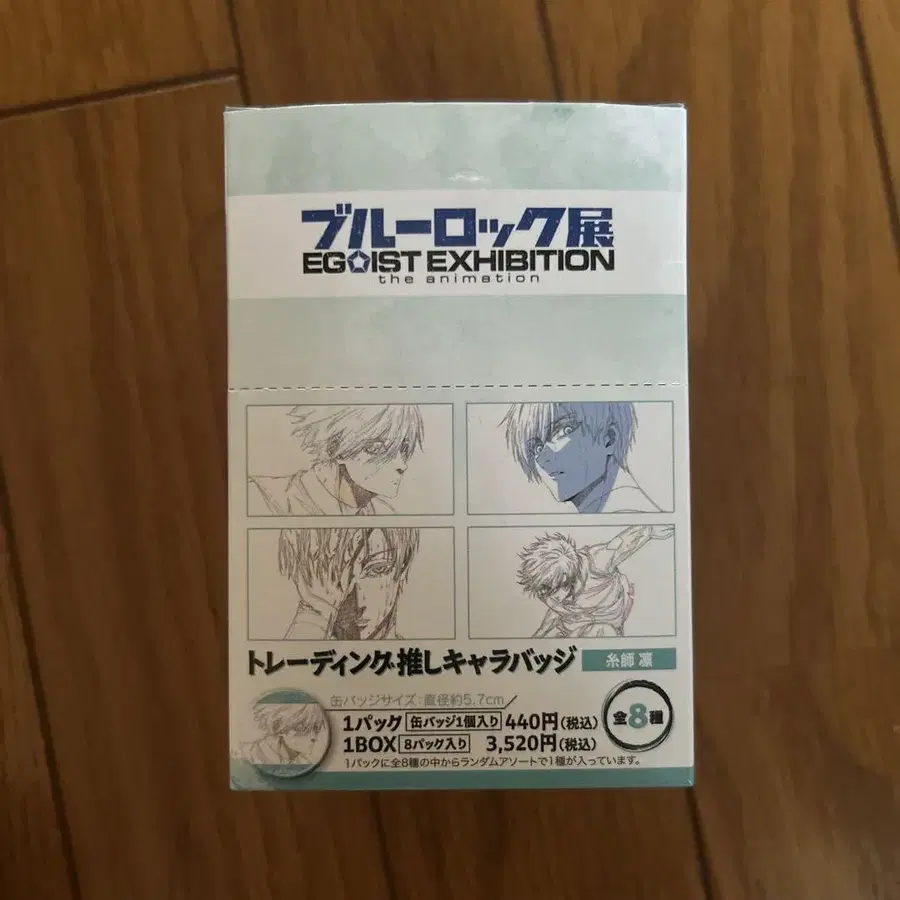 ブルーロック展
EGOIST EXHIBITION
the animation
トレーディング推しキャラバッジ 糸師 凛
缶バッジサイズ:直径約5.7cm
1パック 缶バッジ1個入り 440円(税込)
1BOX 8パック入り 3,520円(税込)
全8種
1パックに全8種の中からランダムアソートで1種が入っています。